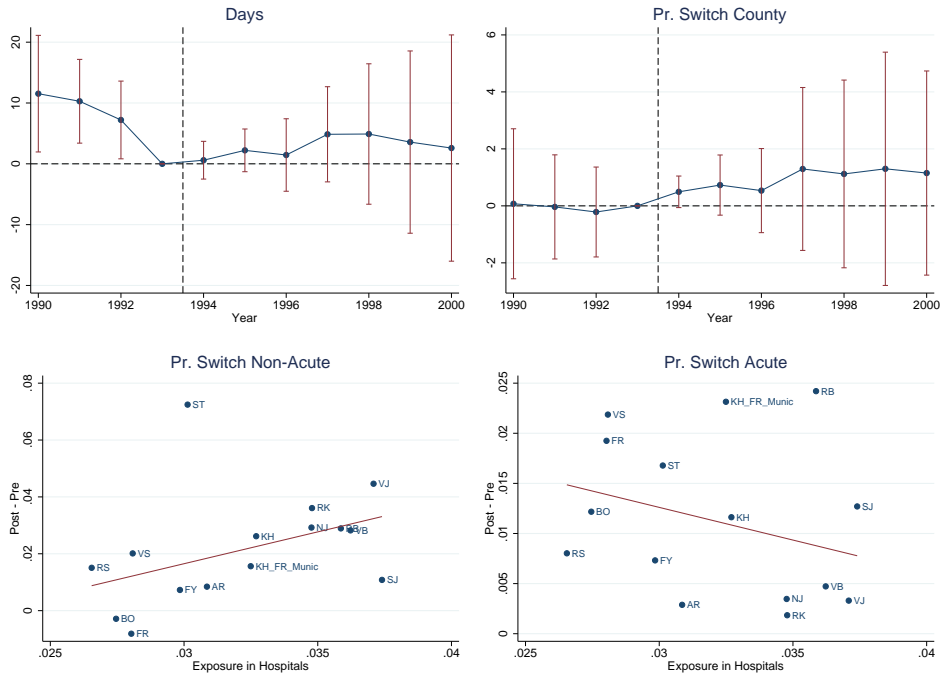 Days
20
10
0
-10
-20
1990
1992
1994
1996
1998
2000
Year
Pr. Switch County
6
4
2
0
-2
1990
1992
1994
1996
1998
2000
Year
Pr. Switch Non-Acute
Post - Pre
.08
.06
.04
.02
0
ST
VJ
RK
NJ
RB
VB
KH
VS
KH_FR_Munic
RS
SJ
AR
FY
BO
FR
.025
.03
.035
.04
Exposure in Hospitals
Pr. Switch Acute
Post - Pre
.025
.02
.015
.01
.005
0
RB
KH_FR_Munic
VS
FR
ST
SJ
BO
KH
RS
FY
VB
NJ
VJ
AR
RK
.025
.03
.035
.04
Exposure in Hospitals